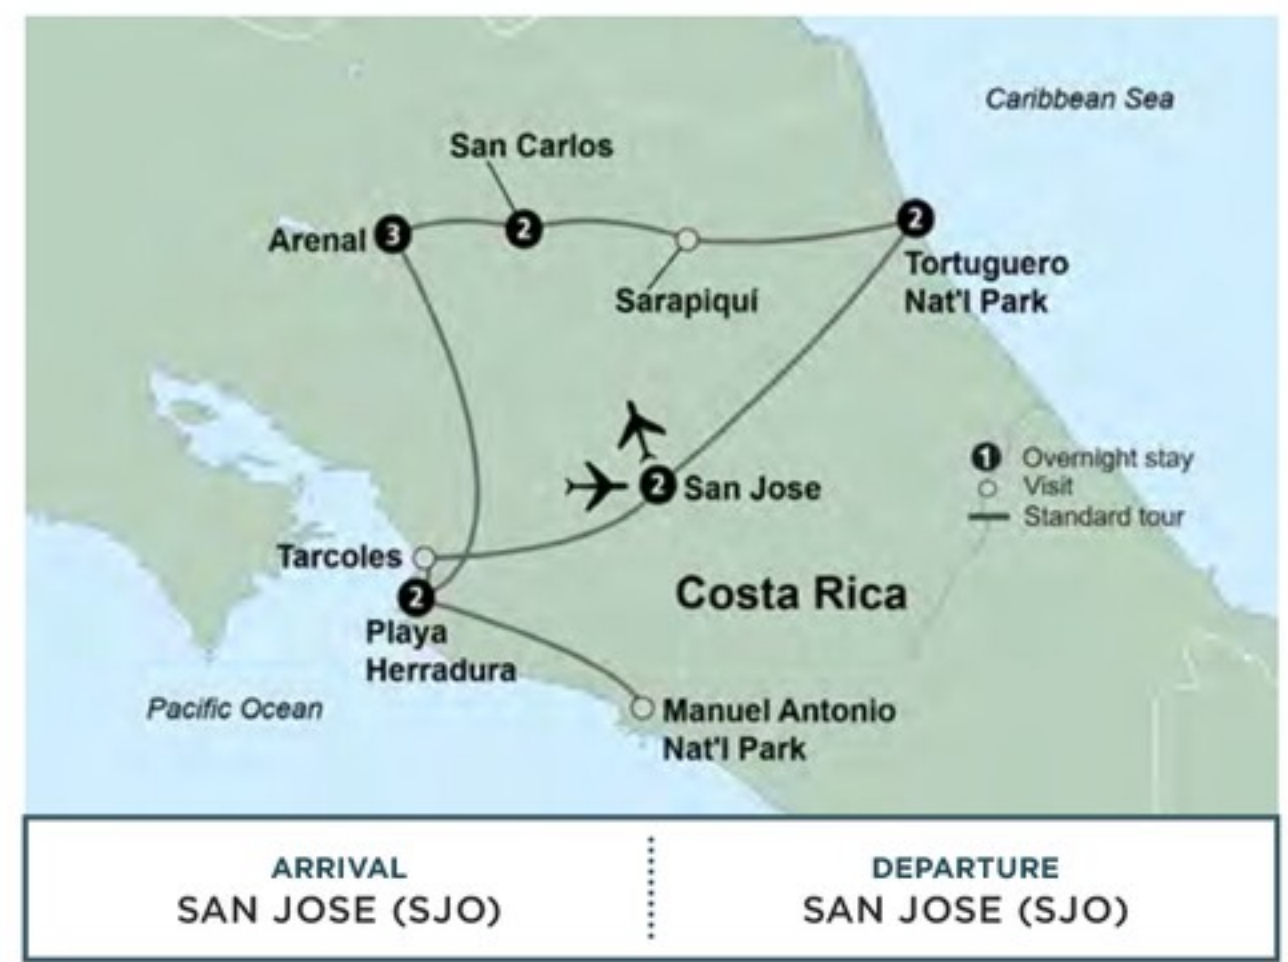 Caribbean Sea
San Carlos
Arenal 3
2
2
Tortuguero
Nat'l Park
Sarapiquí
2 San Jose
1 Overnight stay
Visit
Standard tour
Tarcoles
2
Playa
Herradura
Costa Rica
Pacific Ocean
Manuel Antonio
Nat'l Park
ARRIVAL
SAN JOSE (SJO)
DEPARTURE
SAN JOSE (SJO)